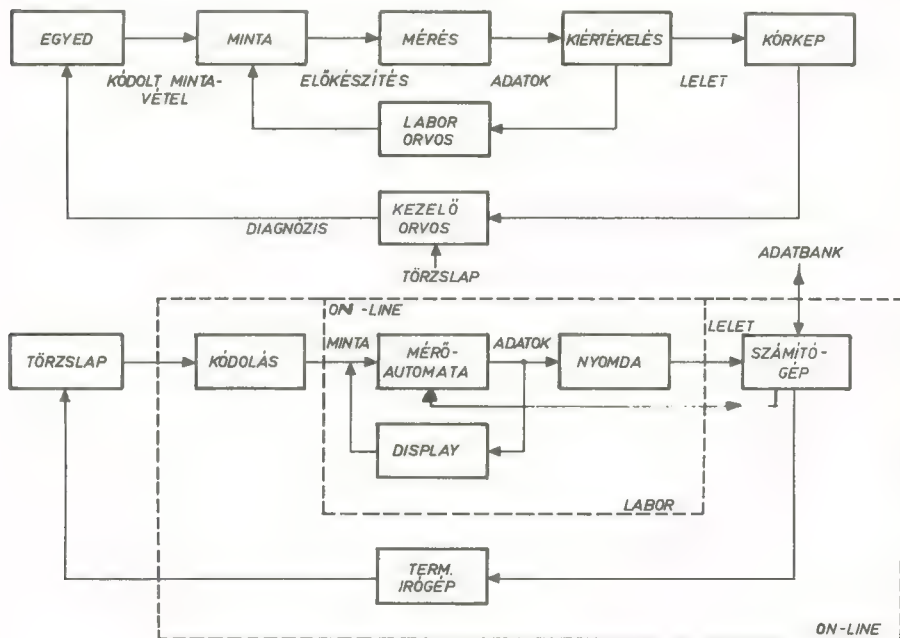 EGYED
MINTA
MÉRÉS
KIÉRTÉKELÉS
KÓRKEP
KÓDOLT MINTA-
VÉTEL
ELŐKÉSZÍTÉS
ADATOK
LELET
LABOR
ORVOS
KEZELŐ
ORVOS
DIAGNÓZIS
TÖRZSLAP
ADATBANK
ON-LINE
LELET
TÖRZSLAP
KÓDOLÁS
MINTA
MÉRŐ-
AUTOMATA
ADATOK
NYOMDA
SZÁMÍTÓ-
GÉP
DISPLAY
LABOR
TERM.
IRÓGÉP
ON-LINE